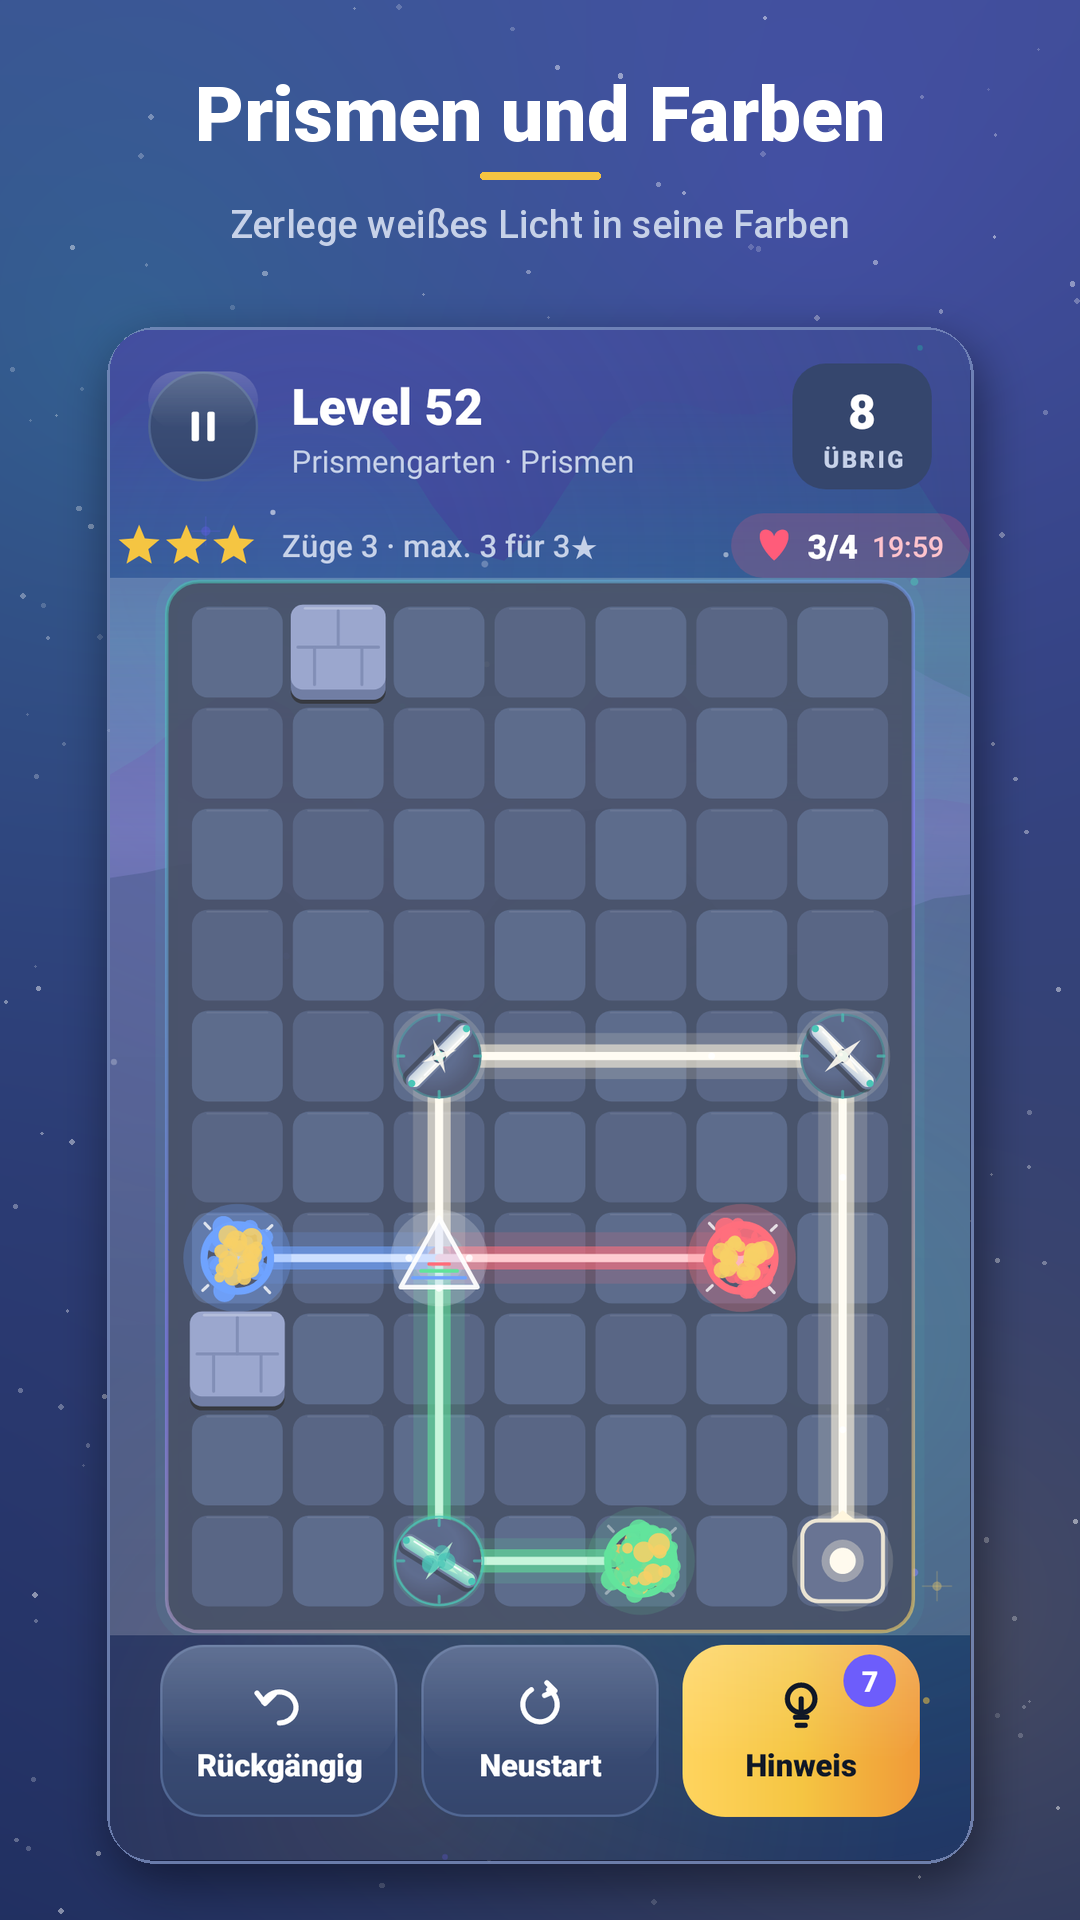 Prismen und Farben
Zerlege weißes Licht in seine Farben
Level 52
Prismengarten · Prismen
8
ÜBRIG
Züge 3 · max. 3 für 3★
3/4 19:59
Rückgängig
Neustart
Hinweis
7